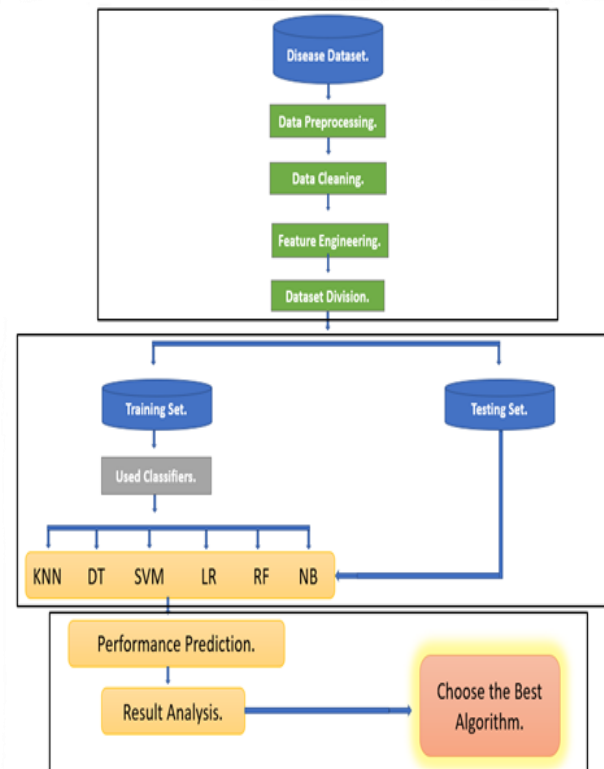 Disease Dataset.
Data Preprocessing.
Data Cleaning.
Feature Engineering.
Dataset Division.
Training Set.
Testing Set.
Used Classifiers.
KNN DT SVM LR RF NB
Performance Prediction.
Result Analysis.
Choose the Best
Algorithm.